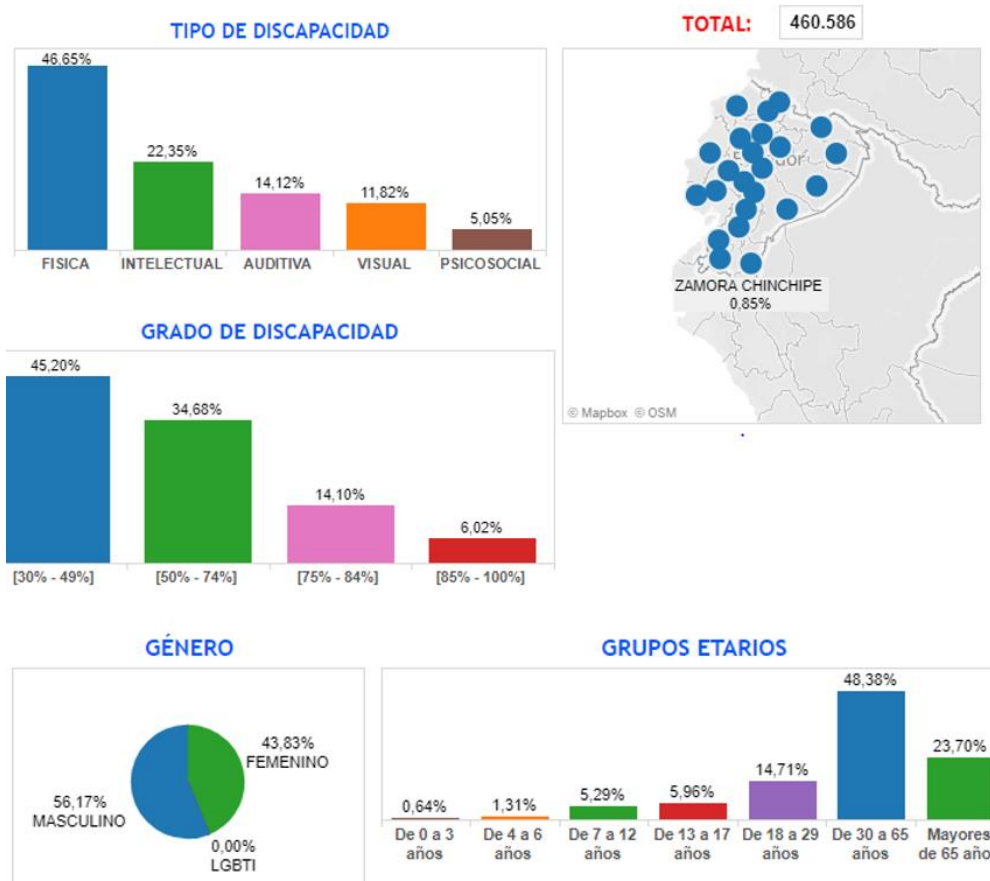 TIPO DE DISCAPACIDAD
46,65%
22,35%
14,12%
11,82%
5,05%
FISICA
INTELECTUAL
AUDITIVA
VISUAL
PSICOSOCIAL
TOTAL: 460.586
ZAMORA CHINCHIPE
0,85%
© Mapbox © OSM
GRADO DE DISCAPACIDAD
45,20%
34,68%
14,10%
6,02%
[30% - 49%]
[50% - 74%]
[75% - 84%]
[85% - 100%]
GÉNERO
43,83%
FEMENINO
56,17%
MASCULINO
0,00%
LGBTI
GRUPOS ETARIOS
0,64%
1,31%
5,29%
5,96%
14,71%
48,38%
23,70%
De 0 a 3
años
De 4 a 6
años
De 7 a 12
años
De 13 a 17
años
De 18 a 29
años
De 30 a 65
años
Mayores
de 65 año